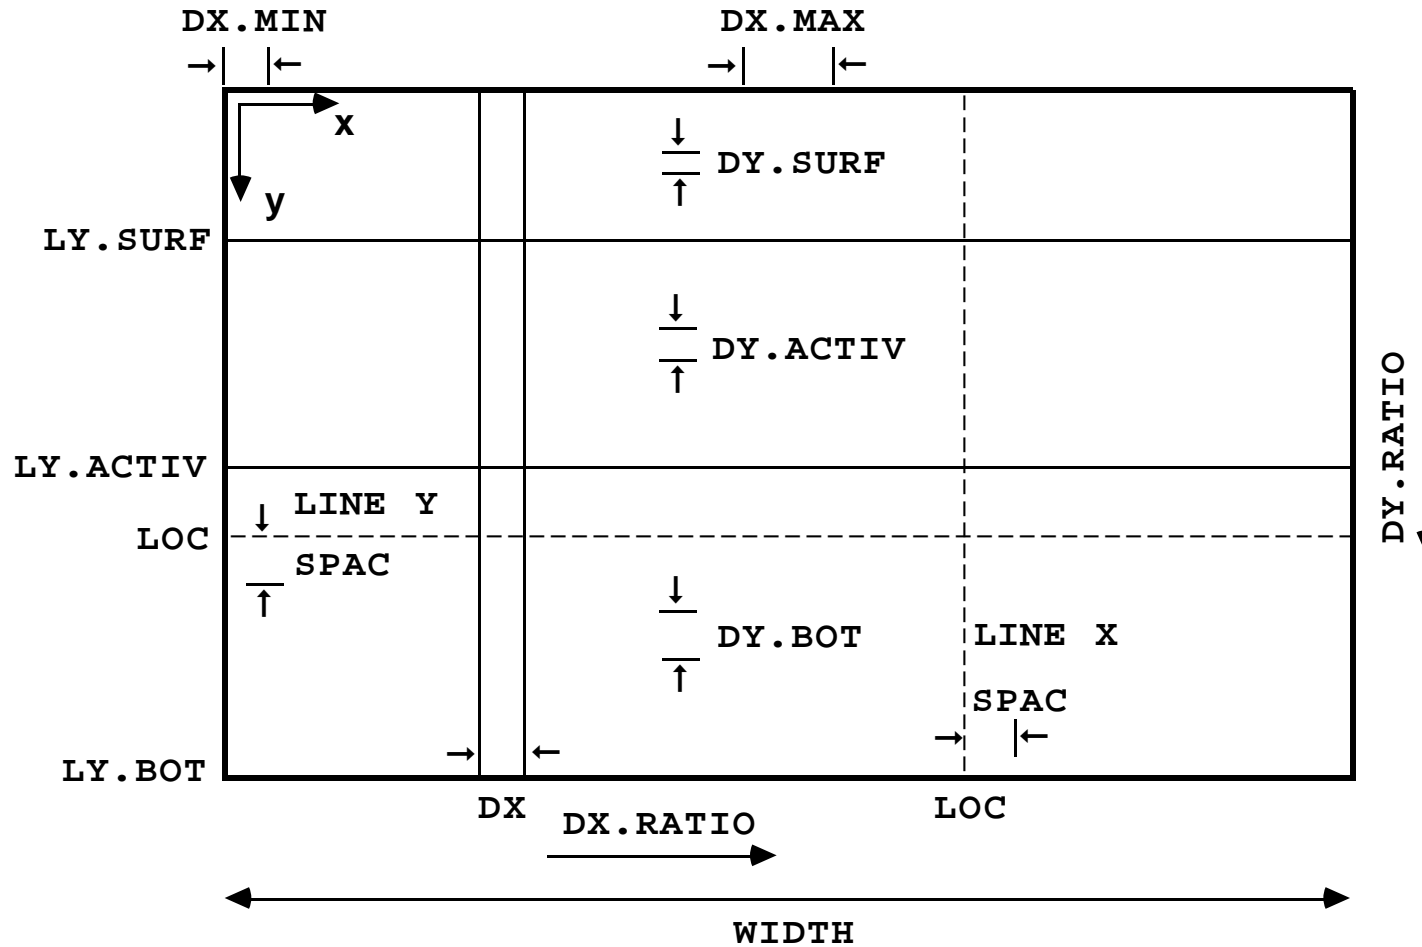 DX.MIN
DX.MAX
x
DY.SURF
y
LY.SURF
DY.ACTIV
DY.RATIO
LY.ACTIV
LINE Y
LOC
SPAC
DY.BOT
LINE X
SPAC
LY.BOT
DX
LOC
DX.RATIO
WIDTH